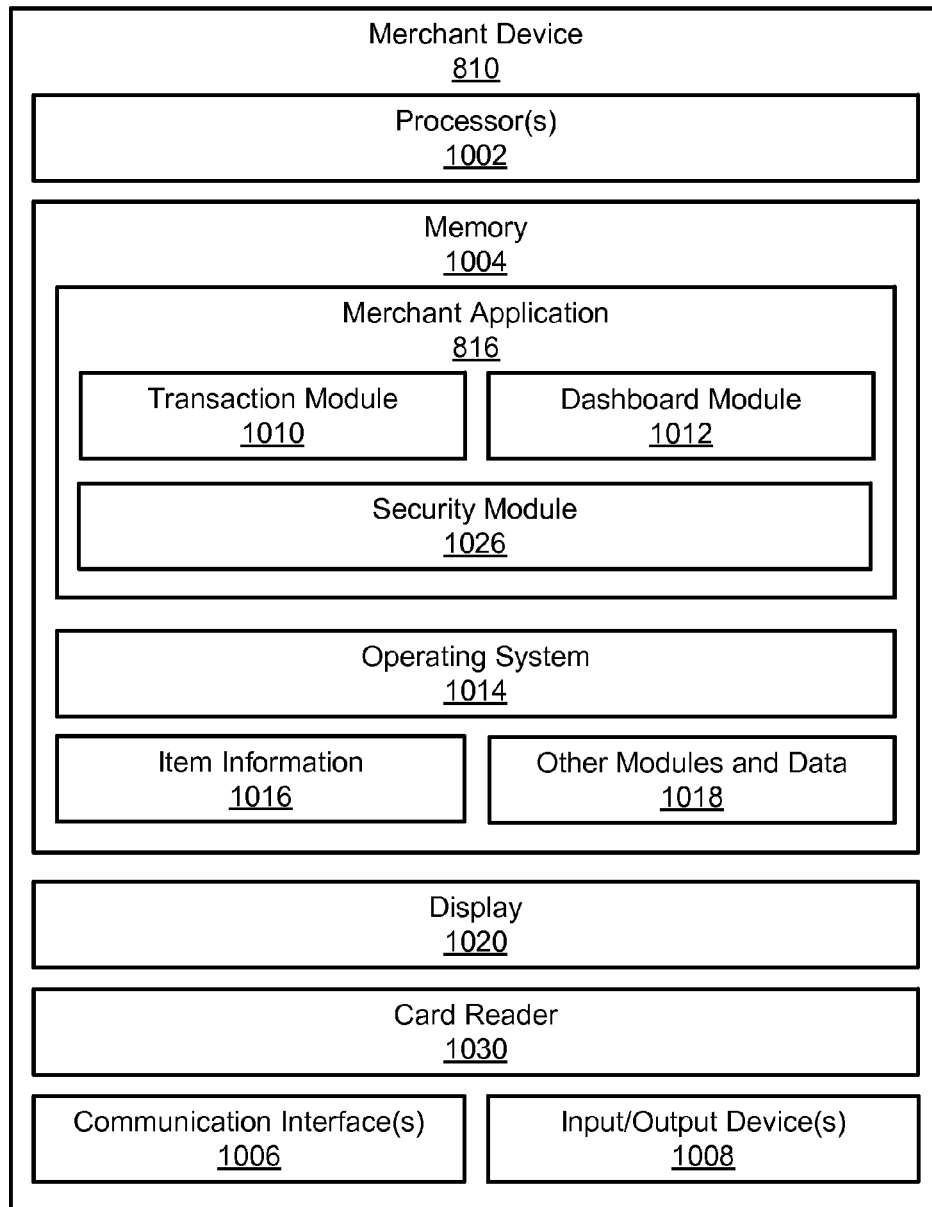 Merchant Device
810
Processor(s)
1002
Memory
1004
Merchant Application
816
Transaction Module
1010
Dashboard Module
1012
Security Module
1026
Operating System
1014
Item Information
1016
Other Modules and Data
1018
Display
1020
Card Reader
1030
Communication Interface(s)
1006
Input/Output Device(s)
1008